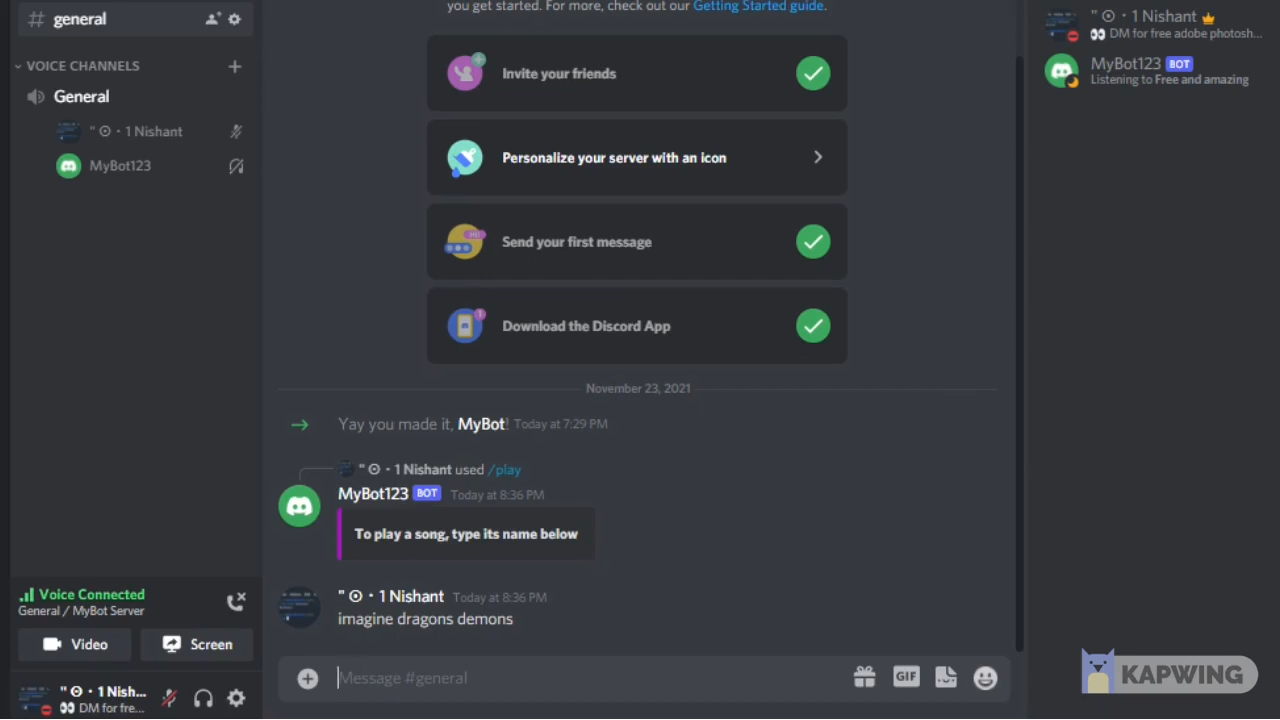 general
VOICE CHANNELS
General
" ⊙ · 1 Nishant
MyBot123
Voice Connected
General / MyBot Server
Video
Screen
" ⊙ · 1 Nish...
👀 DM for fre...
you get started. For more, check out our Getting Started guide.
Invite your friends
Personalize your server with an icon
Send your first message
Download the Discord App
November 23, 2021
Yay you made it, MyBot! Today at 7:29 PM
" ⊙ · 1 Nishant used /play
MyBot123 BOT Today at 8:36 PM
To play a song, type its name below
" ⊙ · 1 Nishant Today at 8:36 PM
imagine dragons demons
Message #general
GIF
" ⊙ · 1 Nishant
👀 DM for free adobe photosh...
MyBot123 BOT
Listening to Free and amazing
KAPWING